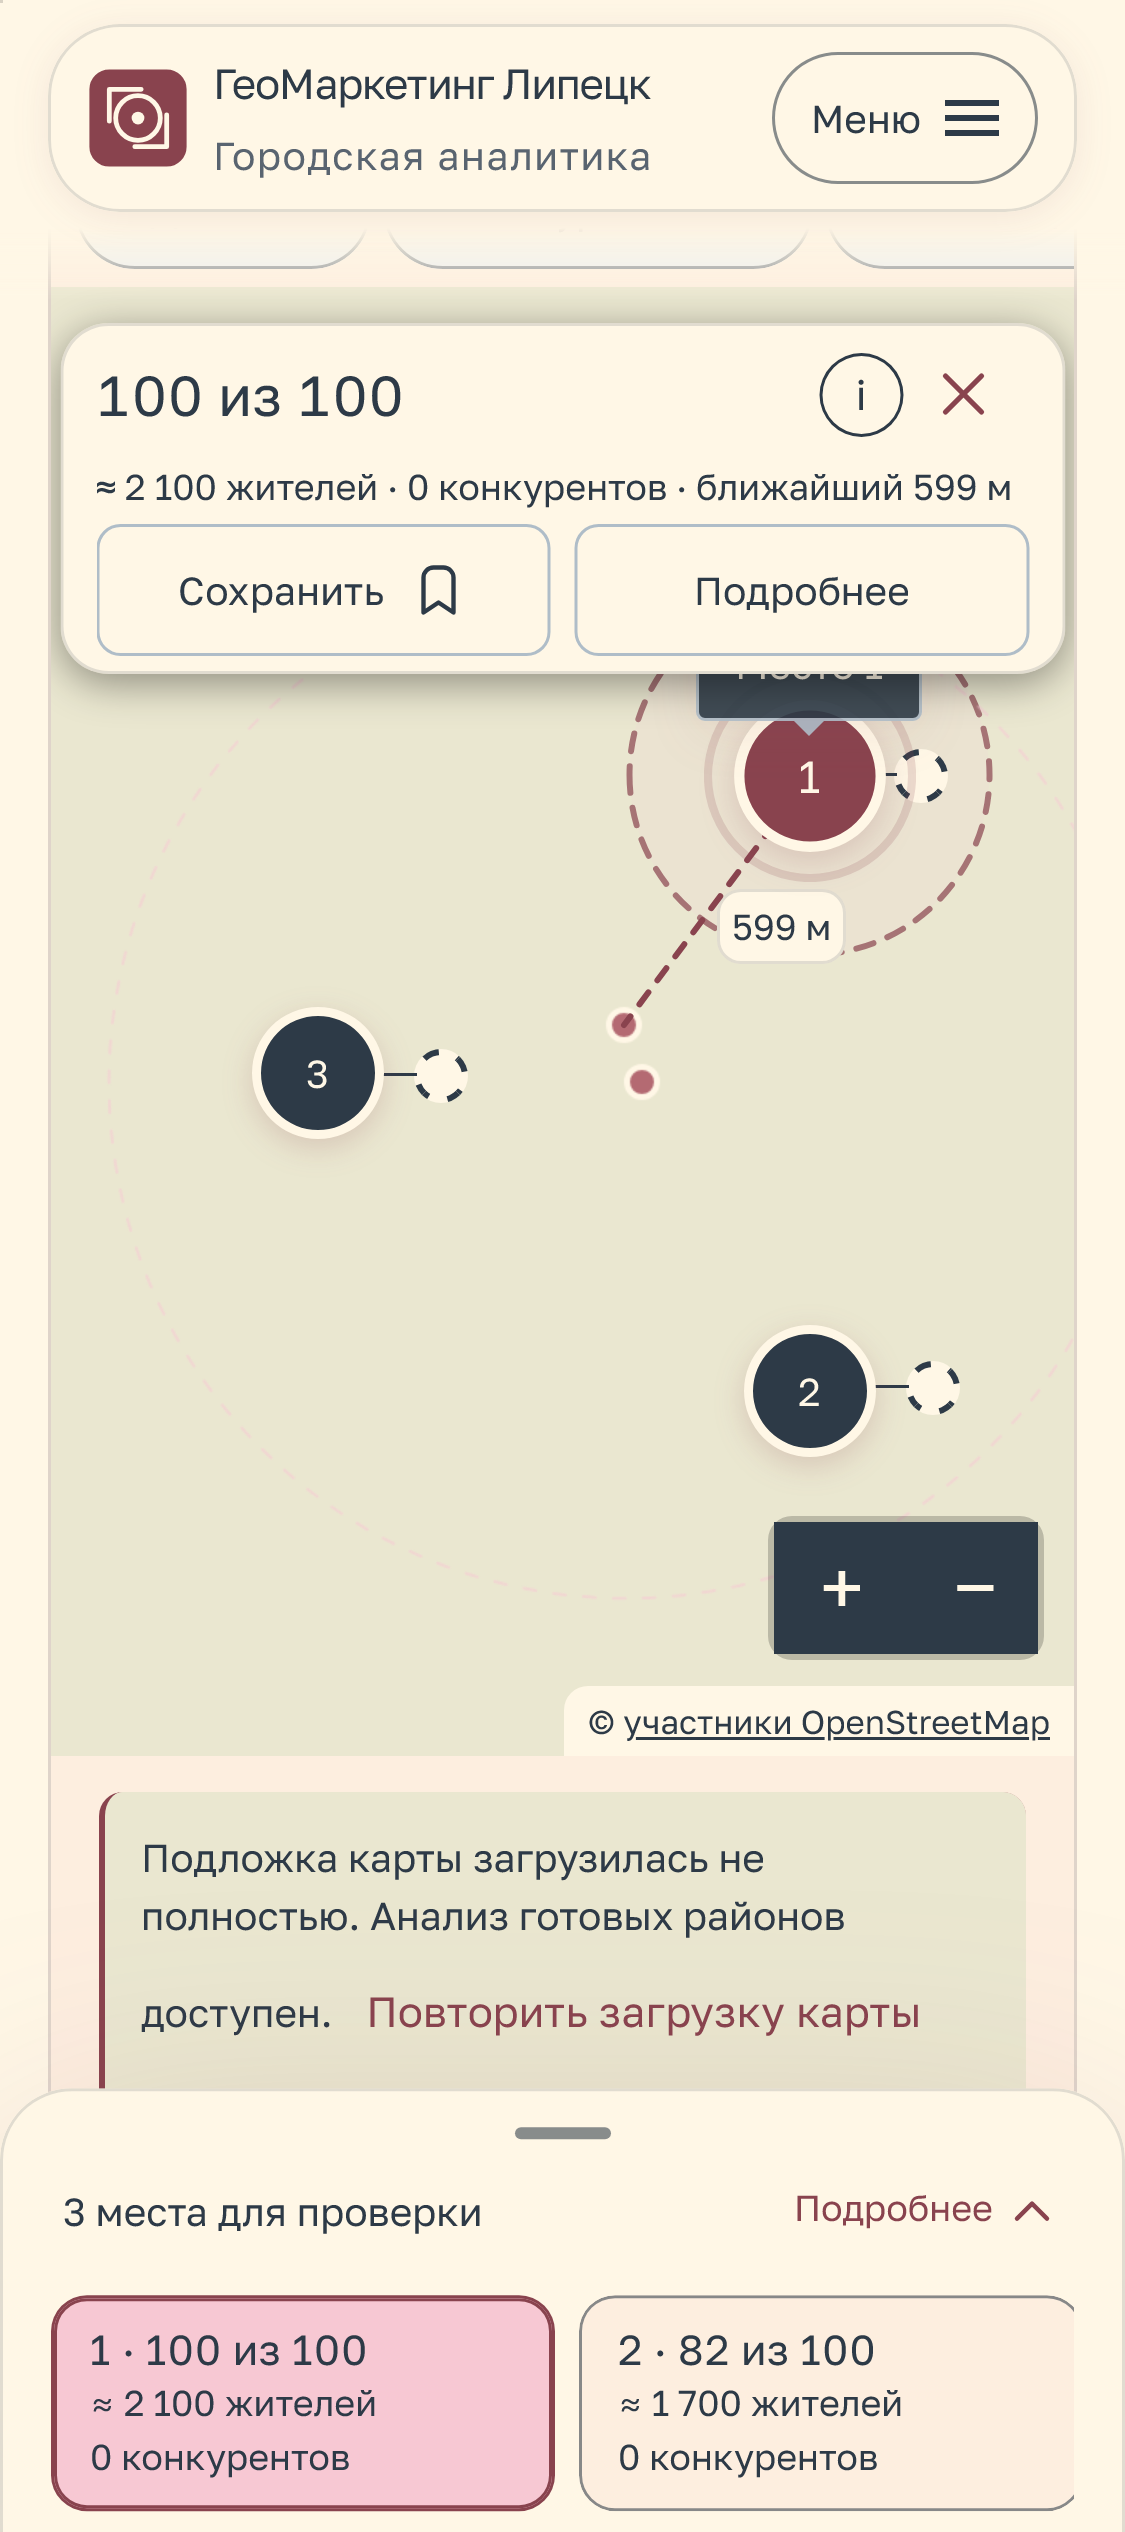 ГеоМаркетинг Липецк
Городская аналитика
Меню
100 из 100
i
≈ 2 100 жителей · 0 конкурентов · ближайший 599 м
Сохранить
Подробнее
1
599 м
3
2
+ −
© участники OpenStreetMap
Подложка карты загрузилась не
полностью. Анализ готовых районов
доступен. Повторить загрузку карты
3 места для проверки
Подробнее
1 · 100 из 100
≈ 2 100 жителей
0 конкурентов
2 · 82 из 100
≈ 1 700 жителей
0 конкурентов